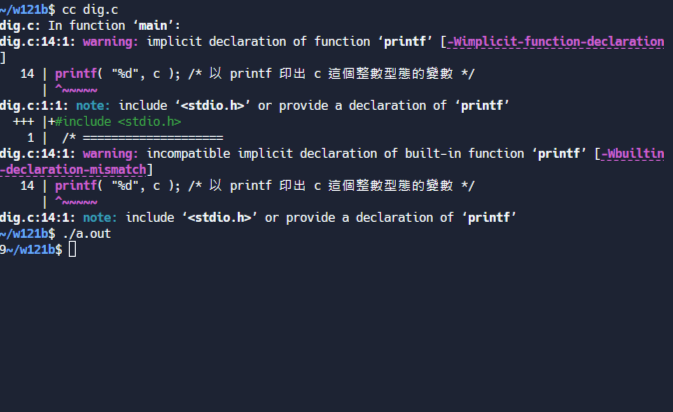 ~/w121b$ cc dig.c
dig.c: In function ‘main’:
dig.c:14:1: warning: implicit declaration of function ‘printf’ [-Wimplicit-function-declaration
]
   14 | printf( "%d", c ); /* 以 printf 印出 c 這個整數型態的變數 */
      | ^~~~~~
dig.c:1:1: note: include ‘<stdio.h>’ or provide a declaration of ‘printf’
  +++ |+#include <stdio.h>
    1 |  /* ====================
dig.c:14:1: warning: incompatible implicit declaration of built-in function ‘printf’ [-Wbuiltin
-declaration-mismatch]
   14 | printf( "%d", c ); /* 以 printf 印出 c 這個整數型態的變數 */
      | ^~~~~~
dig.c:14:1: note: include ‘<stdio.h>’ or provide a declaration of ‘printf’
~/w121b$ ./a.out
9~/w121b$